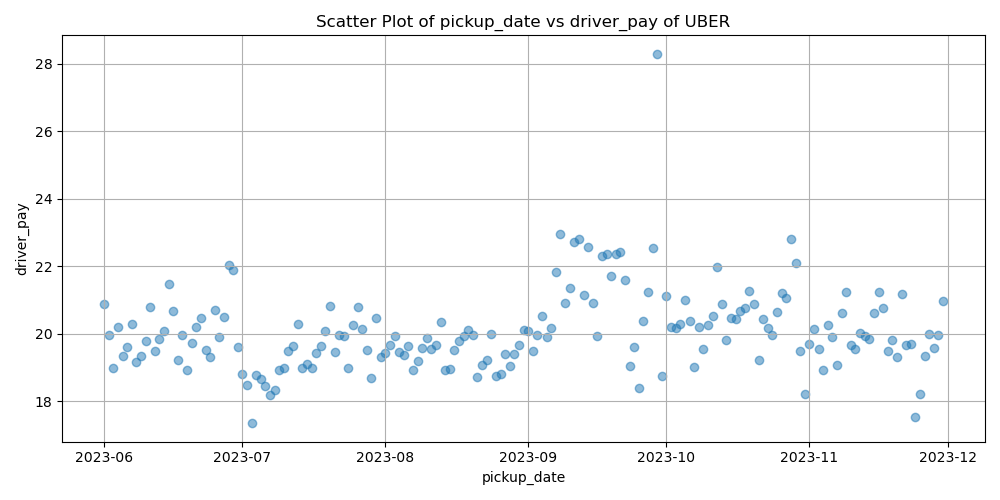 Scatter Plot of pickup_date vs driver_pay of UBER
28
26
24
22
20
18
driver_pay
2023-06 2023-07 2023-08 2023-09 2023-10 2023-11 2023-12
pickup_date